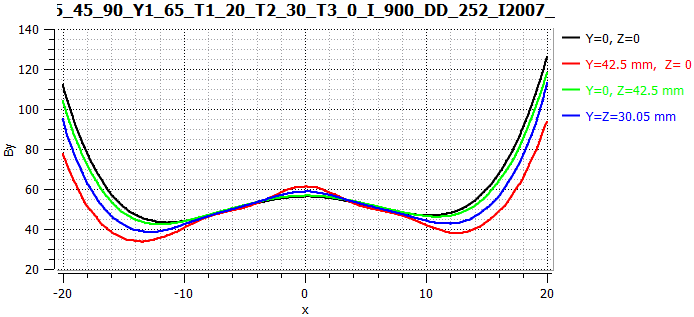 5_45_90_Y1_65_T1_20_T2_30_T3_0_I_900_DD_252_I2007_
140
120
100
80
60
40
20
By
-20
-10
0
10
20
x
Y=0, Z=0
Y=42.5 mm, Z= 0
Y=0, Z=42.5 mm
Y=Z=30.05 mm